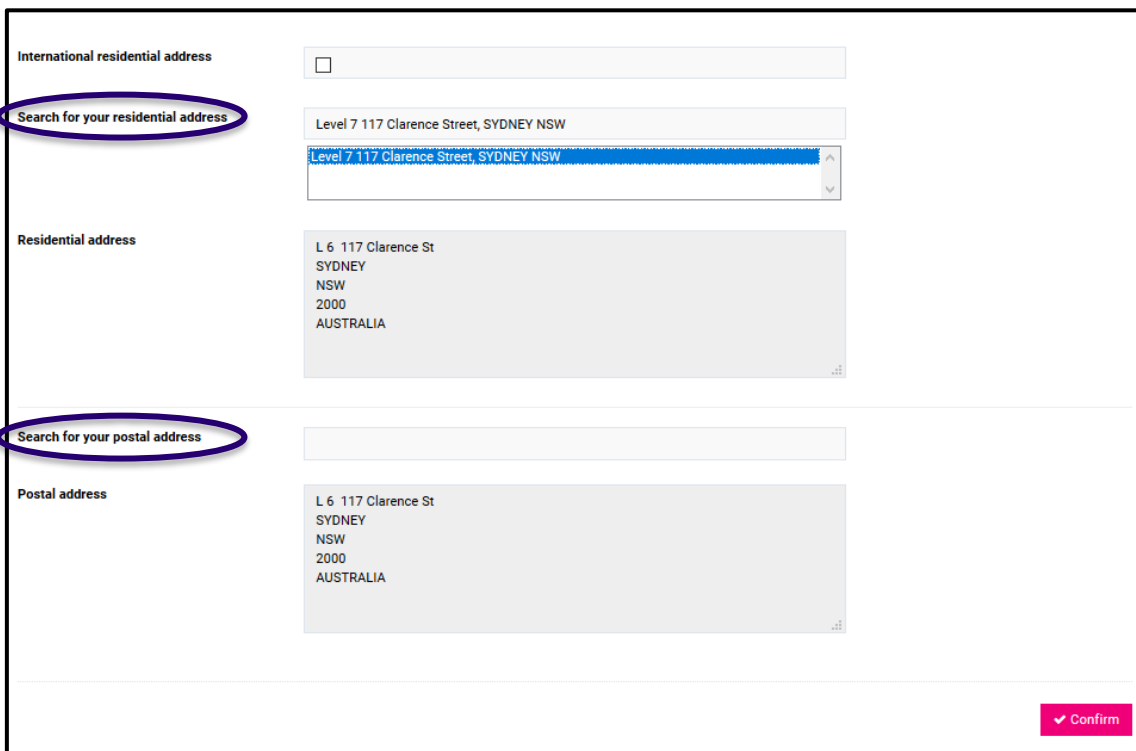 International residential address
Search for your residential address
Level 7 117 Clarence Street, SYDNEY NSW
Level 7 117 Clarence Street, SYDNEY NSW
Residential address
L 6 117 Clarence St
SYDNEY
NSW
2000
AUSTRALIA
Search for your postal address
Postal address
L 6 117 Clarence St
SYDNEY
NSW
2000
AUSTRALIA
Confirm